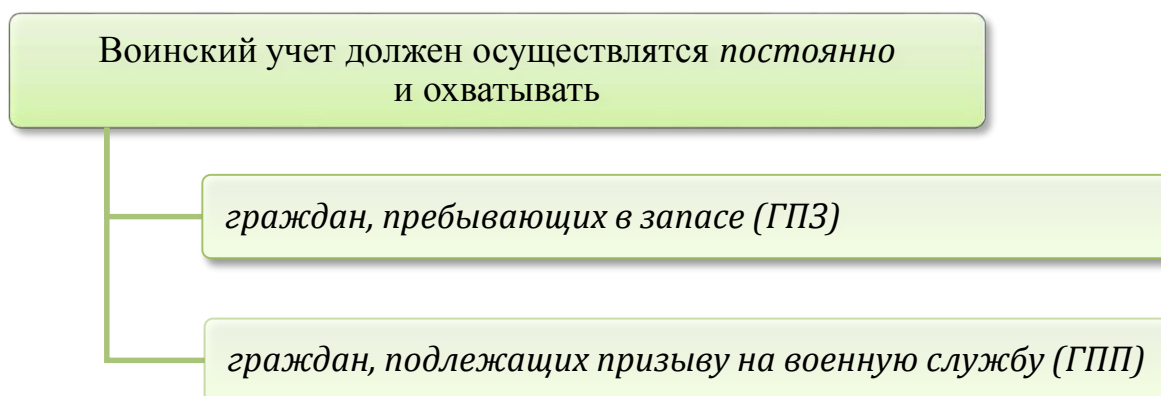 Воинский учет должен осуществлятся постоянно
и охватывать
граждан, пребывающих в запасе (ГПЗ)
граждан, подлежащих призыву на военную службу (ГПП)